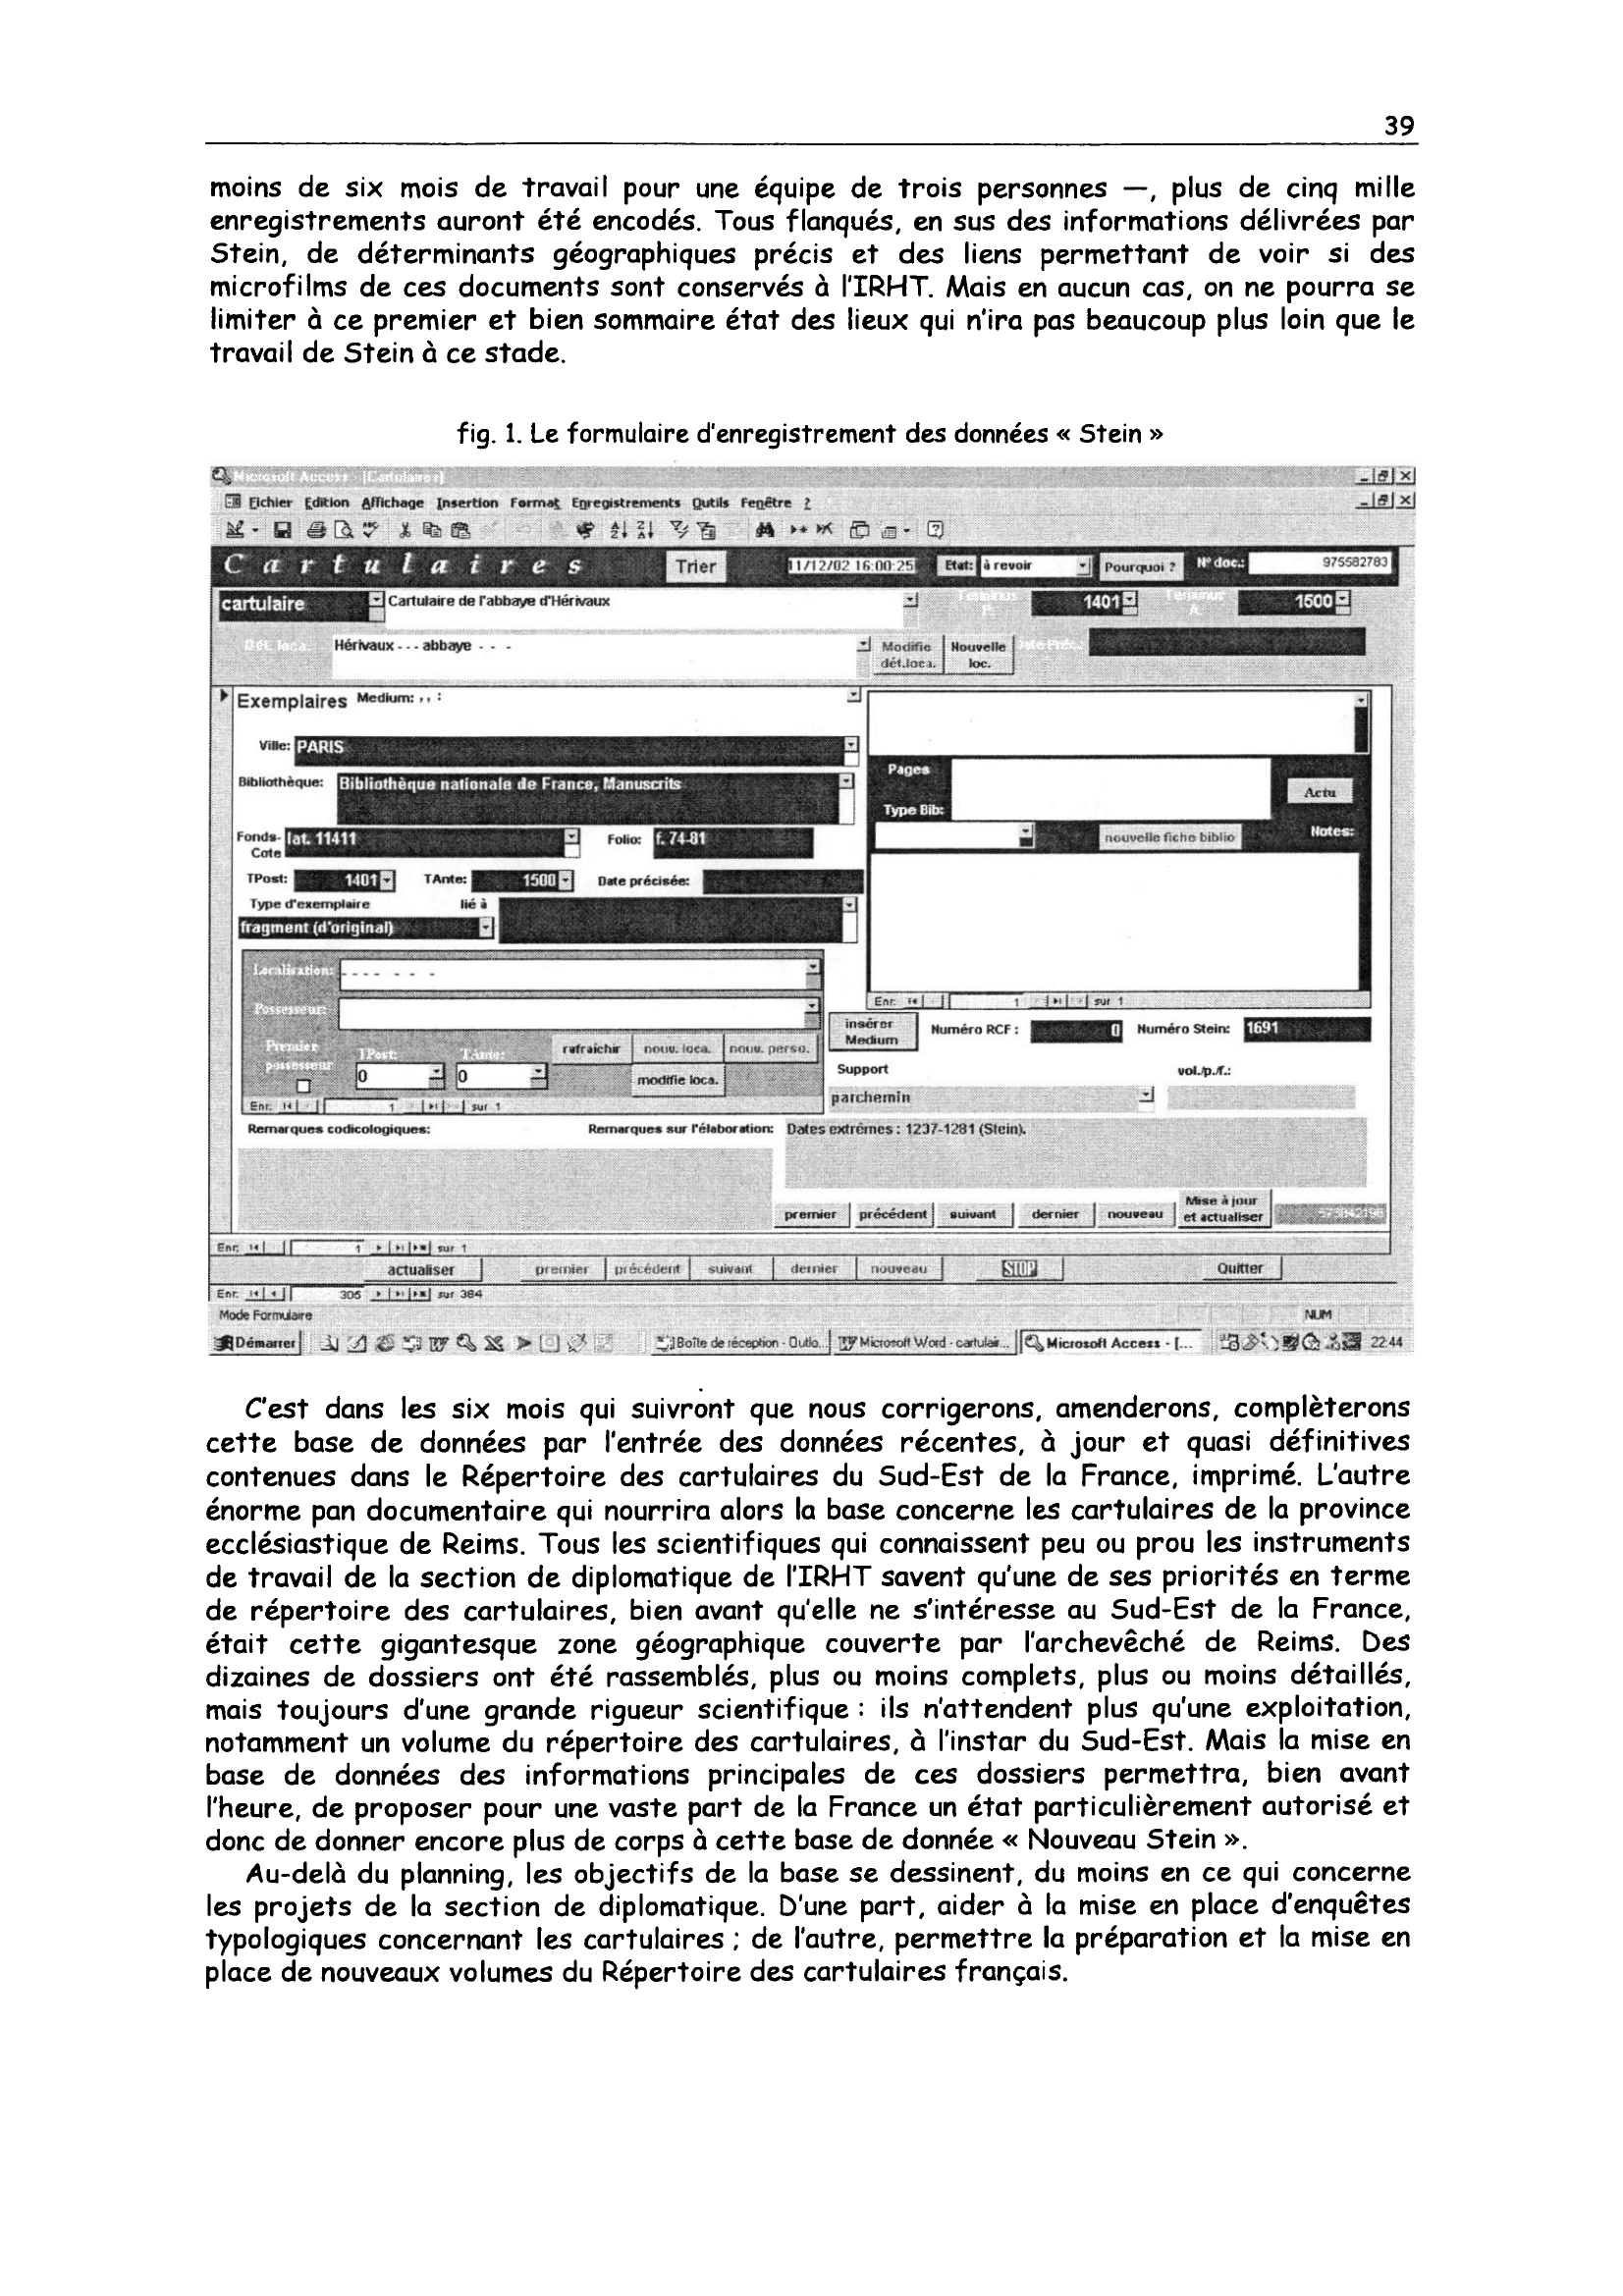 39
moins de six mois de travail pour une équipe de trois personnes —, plus de cinq mille
enregistrements auront été encodés. Tous flanqués, en sus des informations délivrées par
Stein, de déterminants géographiques précis et des liens permettant de voir si des
microfilms de ces documents sont conservés à l'IRHT. Mais en aucun cas, on ne pourra se
limiter à ce premier et bien sommaire état des lieux qui n'ira pas beaucoup plus loin que le
travail de Stein à ce stade.
fig. 1. Le formulaire d'enregistrement des données « Stein »
Microsoft Access - [Cartulaires]
Fichier Edition Affichage Insertion Format Enregistrements Outils Fenêtre ?
Cartulaires Trier 11/12/02 16:00:25 Etat: à revoir Pourquoi ? N° doc.: 975582783
cartulaire Cartulaire de l'abbaye d'Hérivaux Terminus P. 1401 Terminus A. 1500
Dét. loca. Hérivaux - - - abbaye - - - Modifie dét.loca. Nouvelle loc.
Exemplaires Medium: , , :
Ville: PARIS
Bibliothèque: Bibliothèque nationale de France, Manuscrits
Pages
Actu
Type Bib:
Fonds-Cote lat. 11411 Folio: f. 74-81
nouvelle fiche biblio Notes:
TPost: 1401 TAnte: 1500 Date précisée:
Type d'exemplaire lié à
fragment (d'original)
Localisation: - - - - - - -
Possesseur:
Enr: 1 sur 1
Premier possesseur TPost: 0 TAnte: 0 rafraîchir nouv. loca. nouv. perso.
modifie loca.
Enr: 1 sur 1
insérer Medium Numéro RCF : 0 Numéro Stein: 1691
Support vol./p./f.:
parchemin
Remarques codicologiques: Remarques sur l'élaboration: Dates extrêmes : 1237-1281 (Stein).
premier précédent suivant dernier nouveau Mise à jour et actualiser
Enr: 1 sur 1
actualiser premier précédent suivant dernier nouveau STOP Quitter
Enr: 305 sur 384
Mode Formulaire NUM
Démarrer Boîte de réception - Outlo... Microsoft Word - cartulair... Microsoft Access - [... 22:44
C'est dans les six mois qui suivront que nous corrigerons, amenderons, complèterons
cette base de données par l'entrée des données récentes, à jour et quasi définitives
contenues dans le Répertoire des cartulaires du Sud-Est de la France, imprimé. L'autre
énorme pan documentaire qui nourrira alors la base concerne les cartulaires de la province
ecclésiastique de Reims. Tous les scientifiques qui connaissent peu ou prou les instruments
de travail de la section de diplomatique de l'IRHT savent qu'une de ses priorités en terme
de répertoire des cartulaires, bien avant qu'elle ne s'intéresse au Sud-Est de la France,
était cette gigantesque zone géographique couverte par l'archevêché de Reims. Des
dizaines de dossiers ont été rassemblés, plus ou moins complets, plus ou moins détaillés,
mais toujours d'une grande rigueur scientifique : ils n'attendent plus qu'une exploitation,
notamment un volume du répertoire des cartulaires, à l'instar du Sud-Est. Mais la mise en
base de données des informations principales de ces dossiers permettra, bien avant
l'heure, de proposer pour une vaste part de la France un état particulièrement autorisé et
donc de donner encore plus de corps à cette base de donnée « Nouveau Stein ».
Au-delà du planning, les objectifs de la base se dessinent, du moins en ce qui concerne
les projets de la section de diplomatique. D'une part, aider à la mise en place d'enquêtes
typologiques concernant les cartulaires ; de l'autre, permettre la préparation et la mise en
place de nouveaux volumes du Répertoire des cartulaires français.